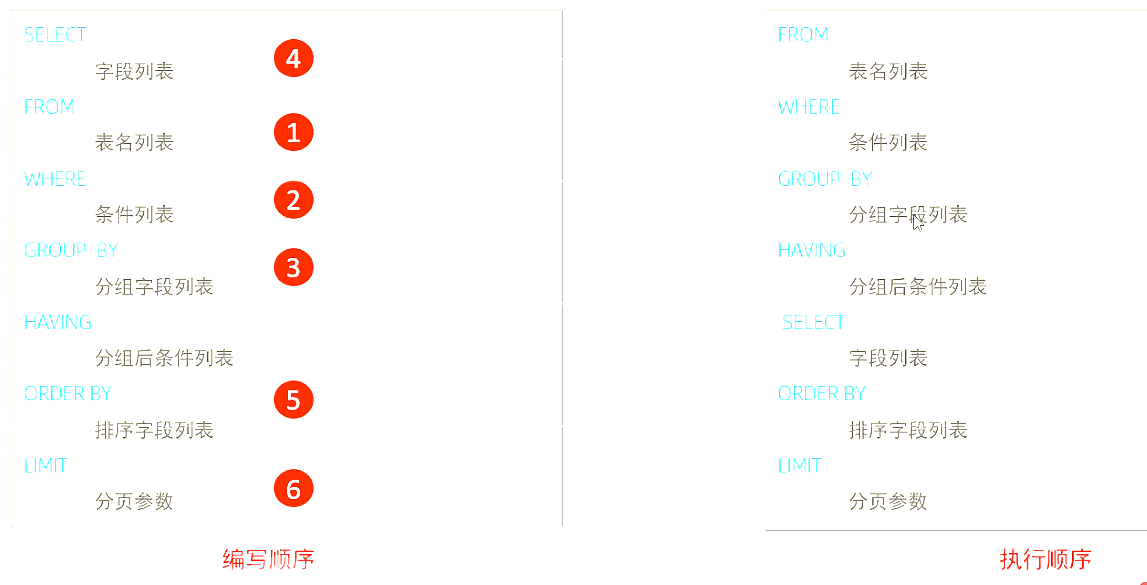 SELECT
字段列表
4
FROM
表名列表
1
WHERE
条件列表
2
GROUP BY
分组字段列表
3
HAVING
分组后条件列表
ORDER BY
排序字段列表
5
LIMIT
分页参数
6
编写顺序
FROM
表名列表
WHERE
条件列表
GROUP BY
分组字段列表
HAVING
分组后条件列表
SELECT
字段列表
ORDER BY
排序字段列表
LIMIT
分页参数
执行顺序